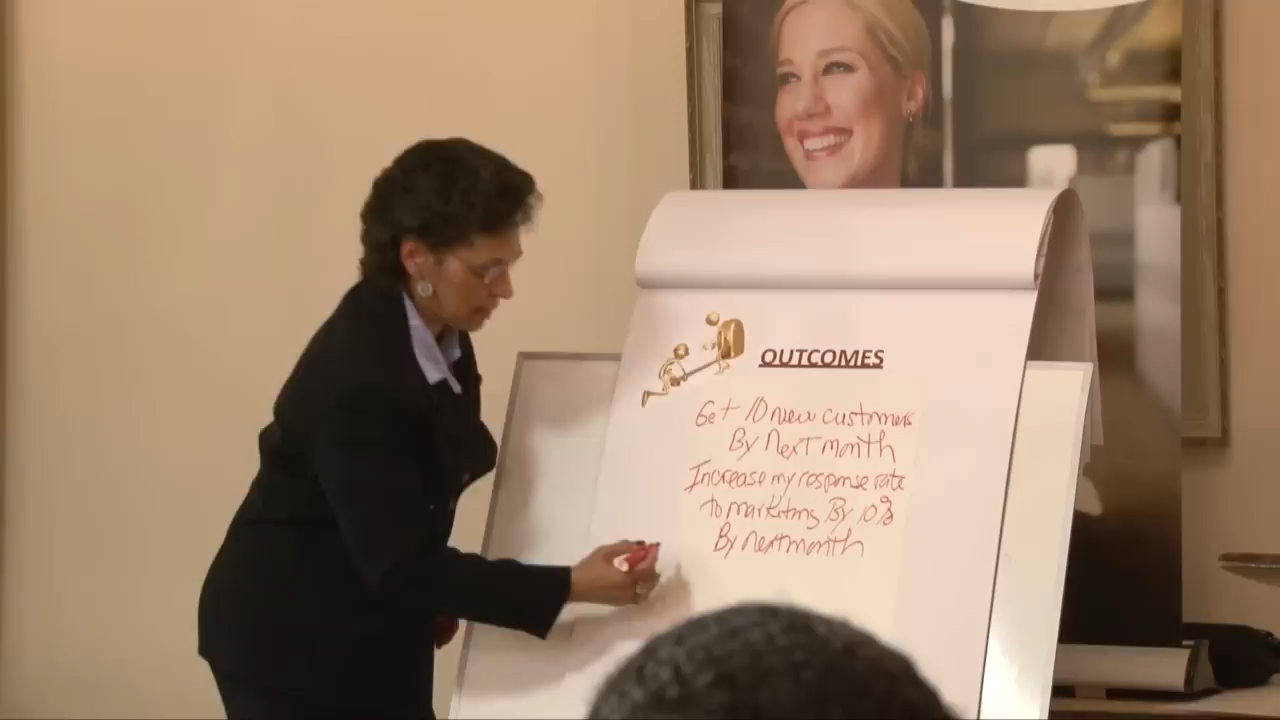 OUTCOMES
Get 10 new customers
By Next month
Increase my response rate
to marketing By 10%
By next month